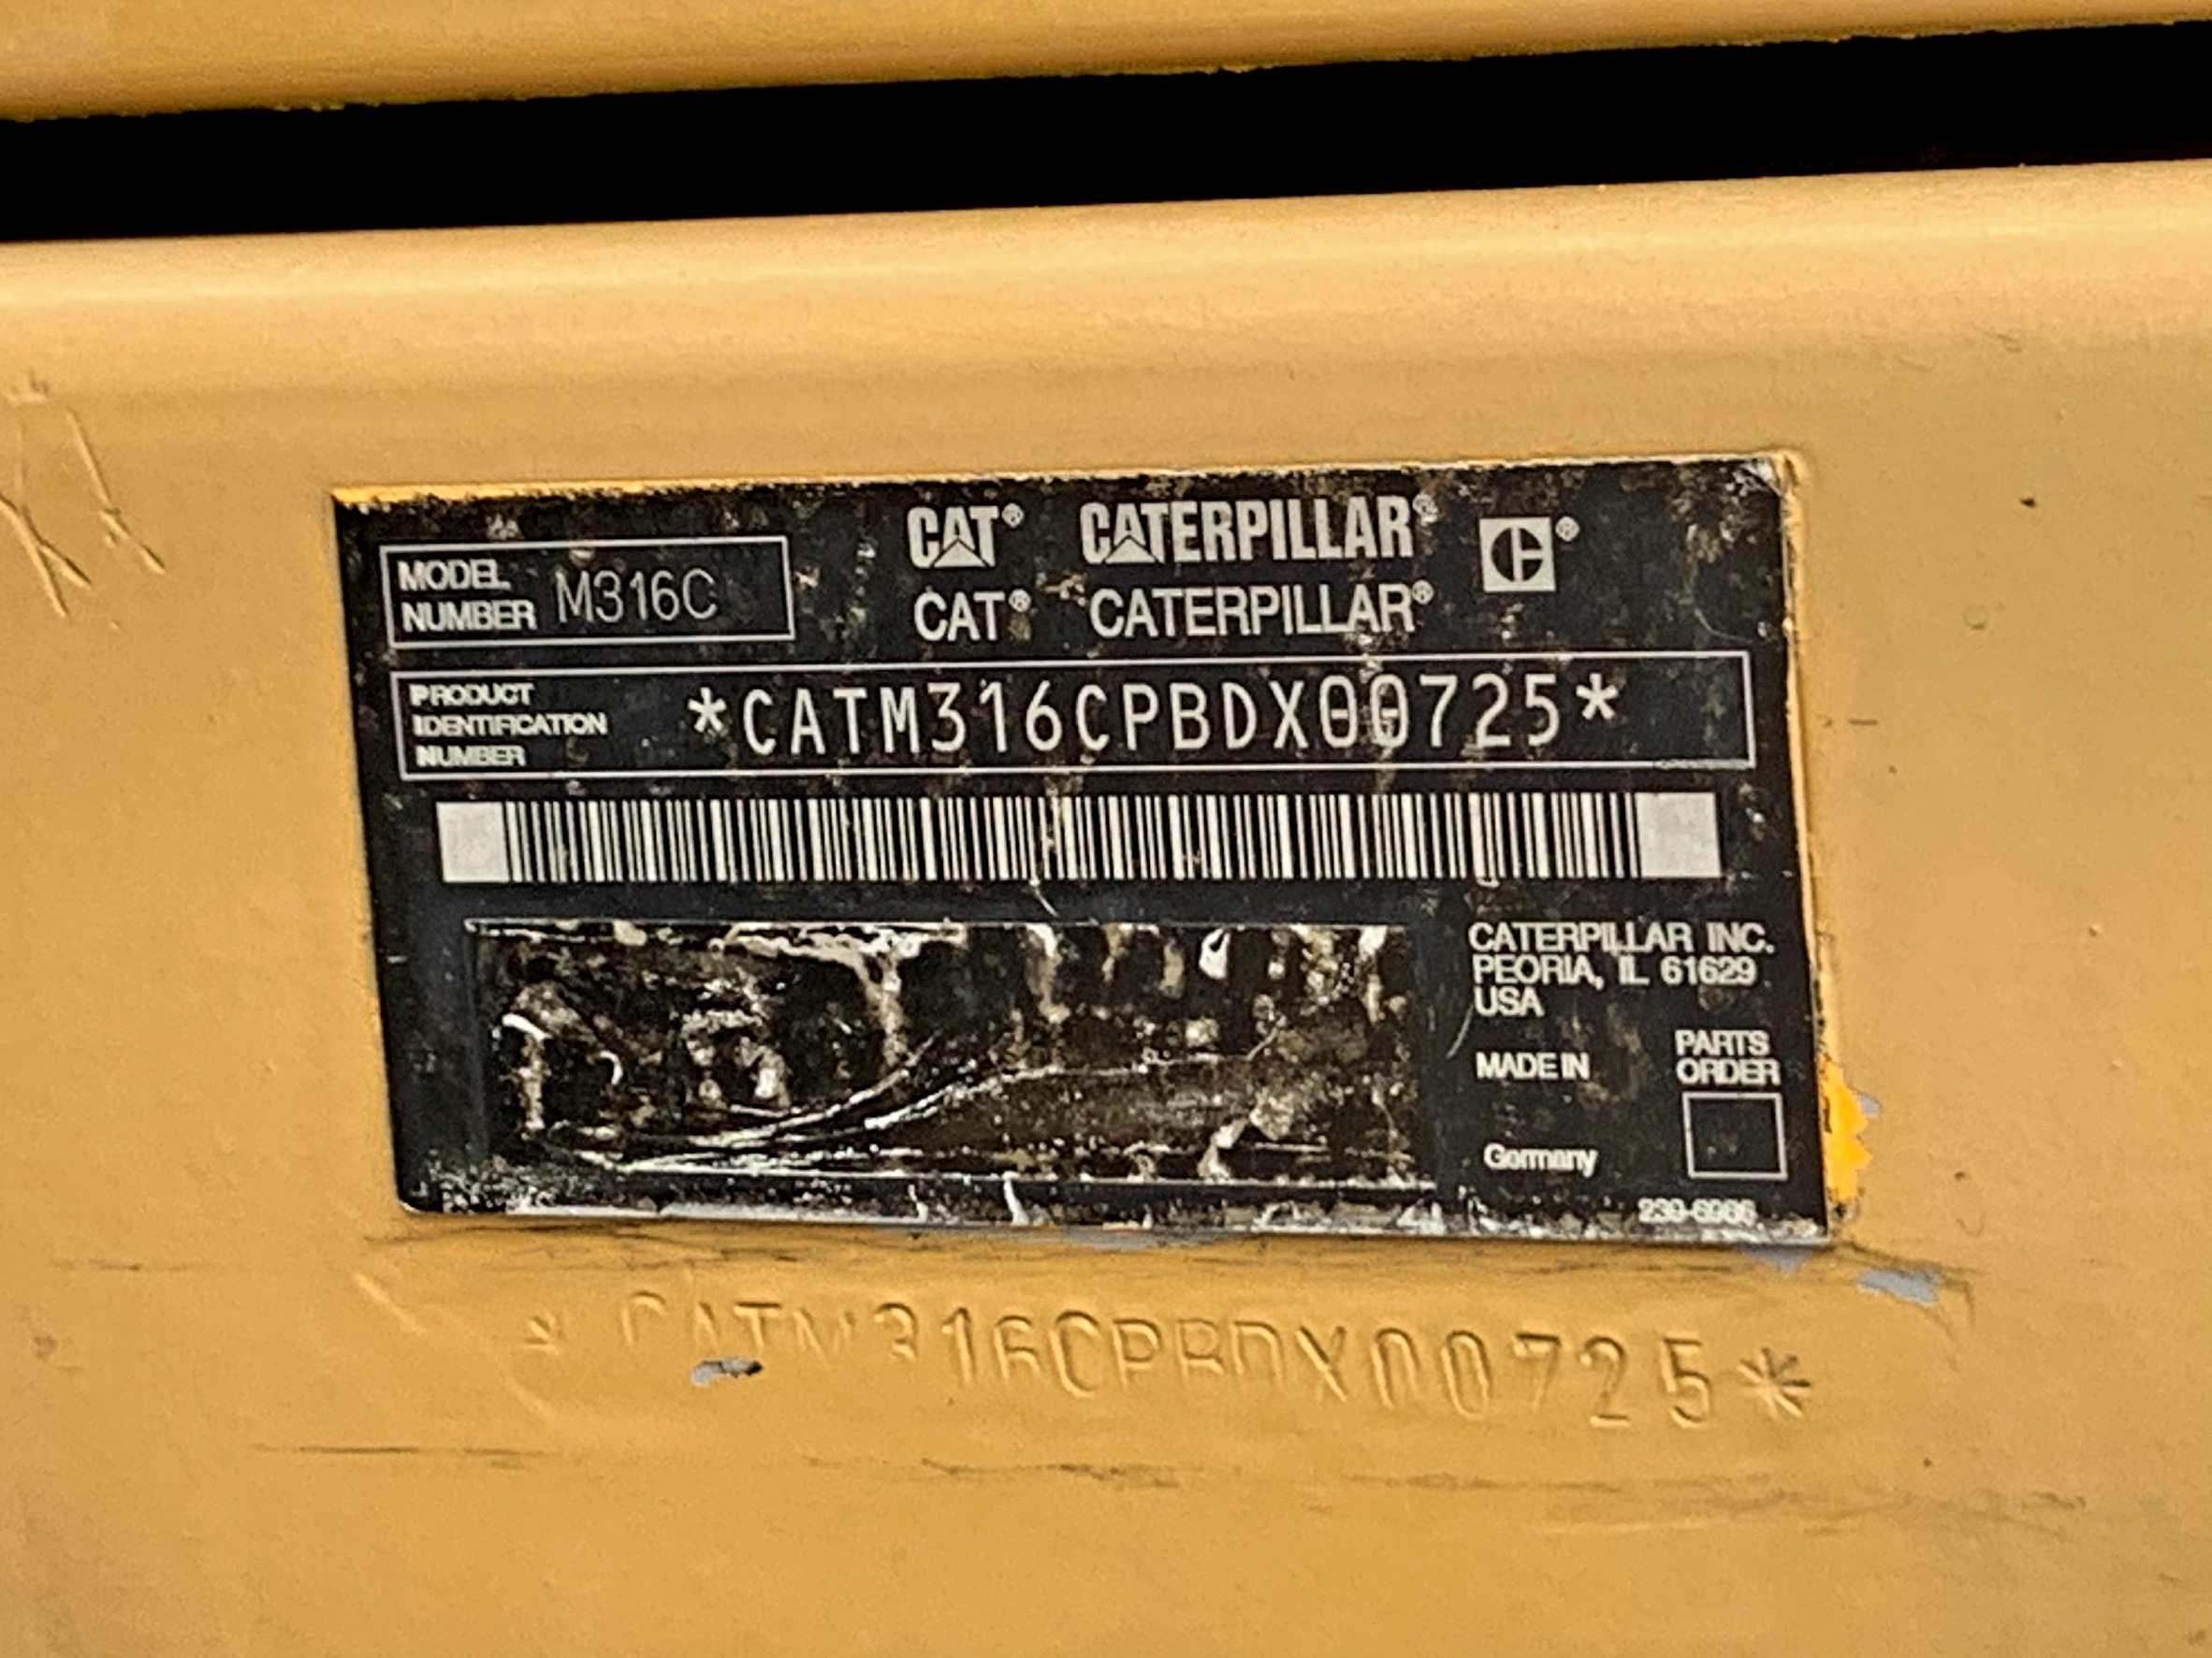 MODEL
NUMBER M316C
CAT® CATERPILLAR® ®
CAT® CATERPILLAR®
PRODUCT
IDENTIFICATION
NUMBER
*CATM316CPBDX00725*
CATERPILLAR INC.
PEORIA, IL 61629
USA
MADE IN
Germany
PARTS
ORDER
239-6966
*CATM316CPBDX00725*